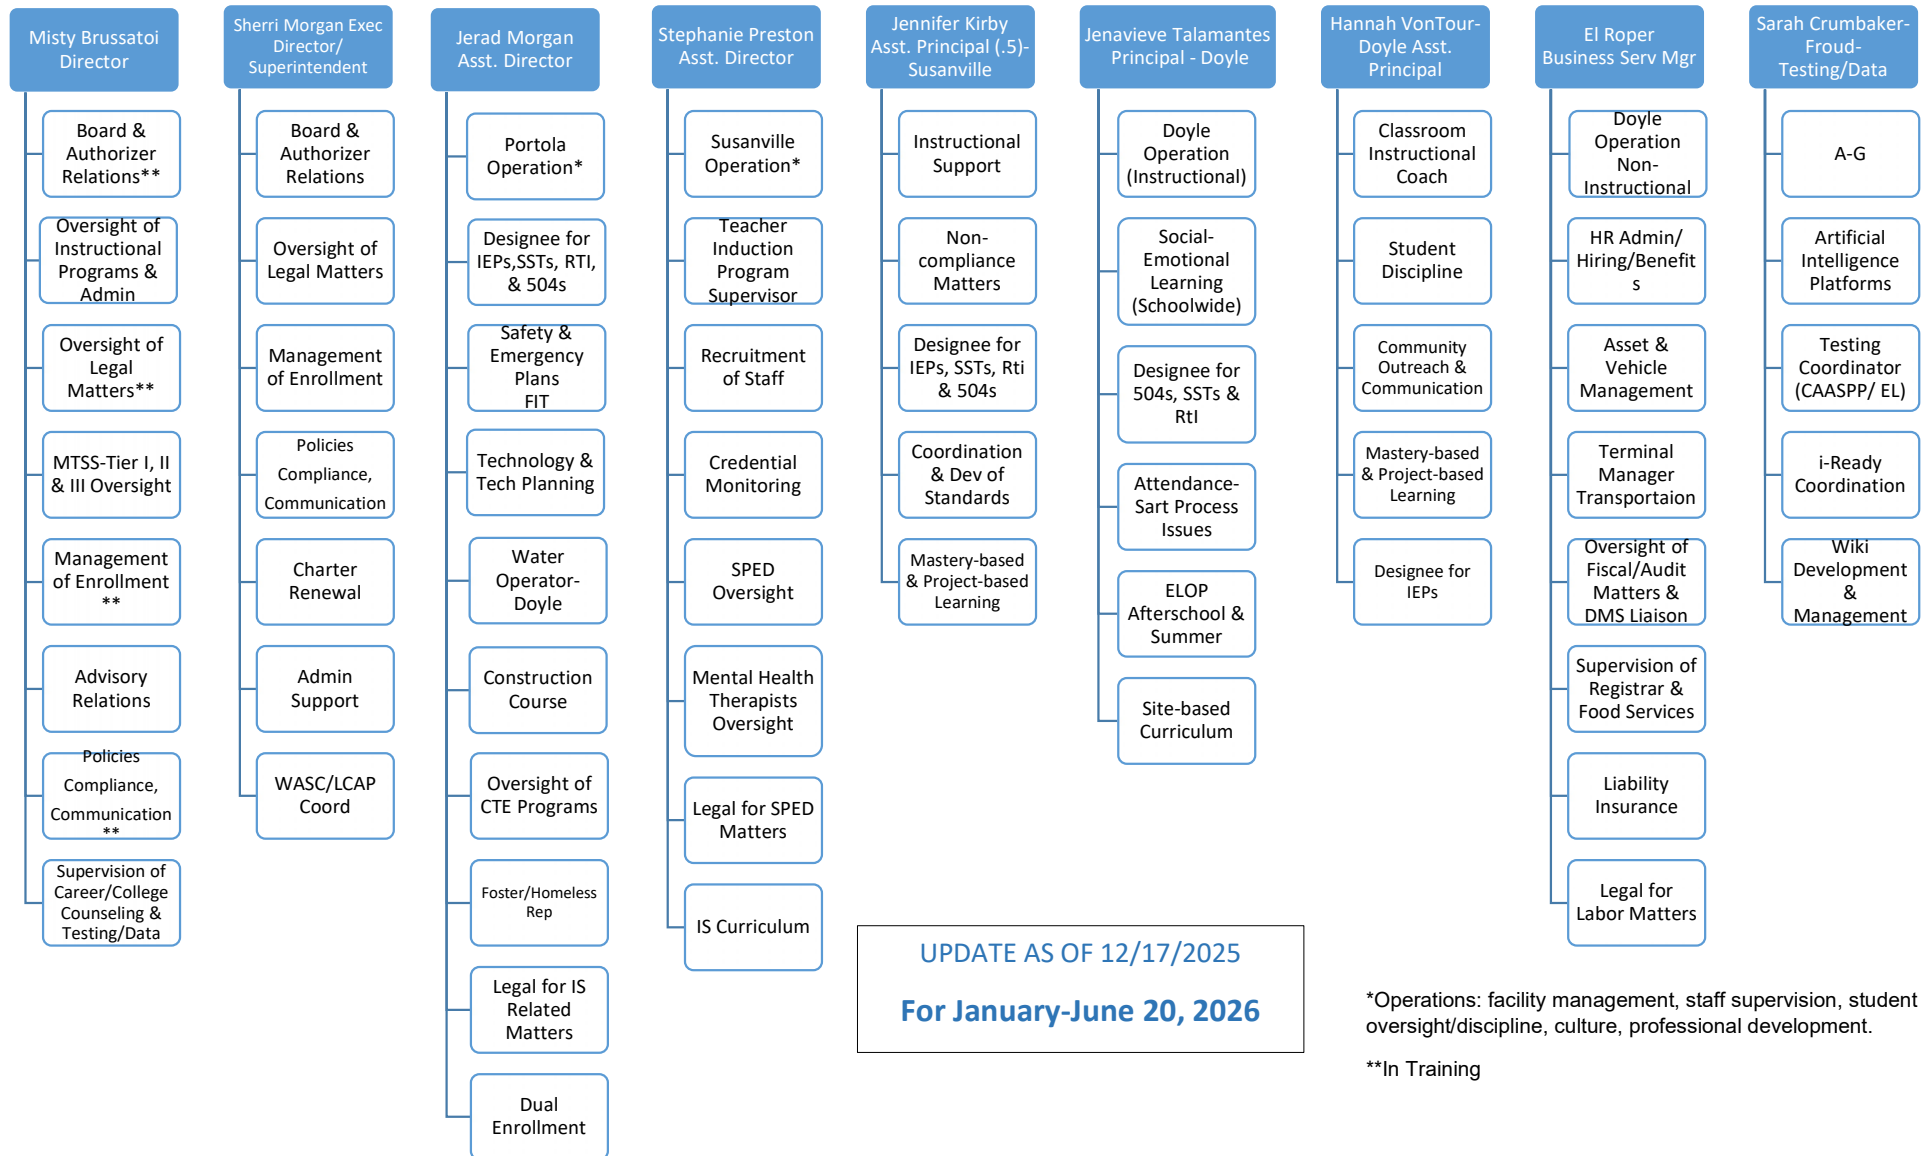 Misty Brussatoi
Director
Board &
Authorizer
Relations**
Oversight of
Instructional
Programs &
Admin
Oversight of
Legal
Matters**
MTSS-Tier I, II
& III Oversight
Management
of Enrollment
**
Advisory
Relations
Policies
Compliance,
Communication
**
Supervision of
Career/College
Counseling &
Testing/Data
Sherri Morgan Exec
Director/
Superintendent
Board &
Authorizer
Relations
Oversight of
Legal Matters
Management
of Enrollment
Policies
Compliance,
Communication
Charter
Renewal
Admin
Support
WASC/LCAP
Coord
Jerad Morgan
Asst. Director
Portola
Operation*
Designee for
IEPs,SSTs, RTI,
& 504s
Safety &
Emergency
Plans
FIT
Technology &
Tech Planning
Water
Operator-
Doyle
Construction
Course
Oversight of
CTE Programs
Foster/Homeless
Rep
Legal for IS
Related
Matters
Dual
Enrollment
Stephanie Preston
Asst. Director
Susanville
Operation*
Teacher
Induction
Program
Supervisor
Recruitment
of Staff
Credential
Monitoring
SPED
Oversight
Mental Health
Therapists
Oversight
Legal for SPED
Matters
IS Curriculum
Jennifer Kirby
Asst. Principal (.5)-
Susanville
Instructional
Support
Non-
compliance
Matters
Designee for
IEPs, SSTs, Rti
& 504s
Coordination
& Dev of
Standards
Mastery-based
& Project-based
Learning
Jenavieve Talamantes
Principal - Doyle
Doyle
Operation
(Instructional)
Social-
Emotional
Learning
(Schoolwide)
Designee for
504s, SSTs &
RtI
Attendance-
Sart Process
Issues
ELOP
Afterschool &
Summer
Site-based
Curriculum
Hannah VonTour-
Doyle Asst.
Principal
Classroom
Instructional
Coach
Student
Discipline
Community
Outreach &
Communication
Mastery-based
& Project-based
Learning
Designee for
IEPs
El Roper
Business Serv Mgr
Doyle
Operation
Non-
Instructional
HR Admin/
Hiring/Benefit
s
Asset &
Vehicle
Management
Terminal
Manager
Transportaion
Oversight of
Fiscal/Audit
Matters &
DMS Liaison
Supervision of
Registrar &
Food Services
Liability
Insurance
Legal for
Labor Matters
Sarah Crumbaker-
Froud-
Testing/Data
A-G
Artificial
Intelligence
Platforms
Testing
Coordinator
(CAASPP/ EL)
i-Ready
Coordination
Wiki
Development
&
Management
UPDATE AS OF 12/17/2025
For January-June 20, 2026
*Operations: facility management, staff supervision, student
oversight/discipline, culture, professional development.
**In Training